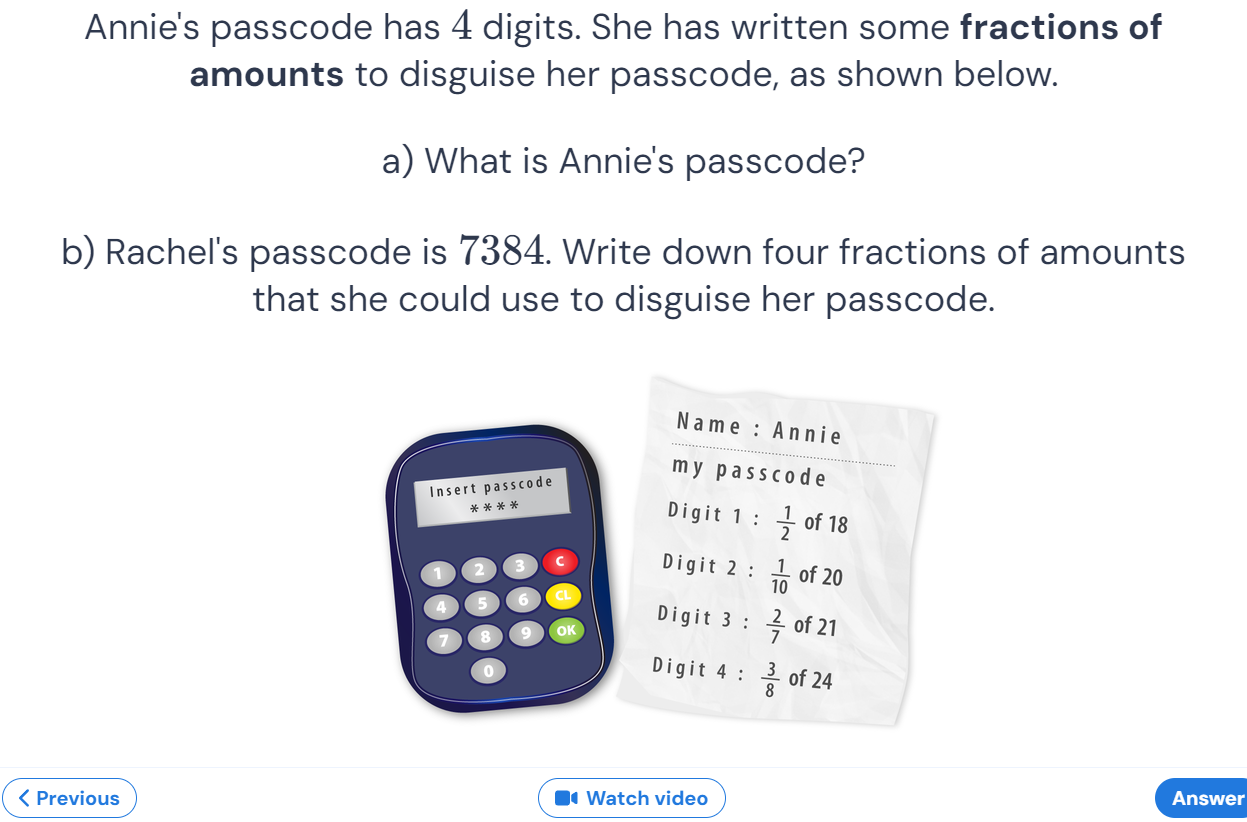 Annie's passcode has 4 digits. She has written some fractions of
amounts to disguise her passcode, as shown below.
a) What is Annie's passcode?
b) Rachel's passcode is 7384. Write down four fractions of amounts
that she could use to disguise her passcode.
Insert passcode
****
1 2 3 C
4 5 6 CL
7 8 9 OK
0
Name : Annie
my passcode
Digit 1 : 1/2 of 18
Digit 2 : 1/10 of 20
Digit 3 : 2/7 of 21
Digit 4 : 3/8 of 24
Previous
Watch video
Answer